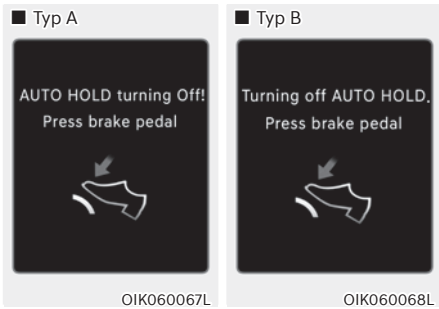 ■ Typ A
AUTO HOLD turning Off!
Press brake pedal
OIK060067L
■ Typ B
Turning off AUTO HOLD.
Press brake pedal
OIK060068L